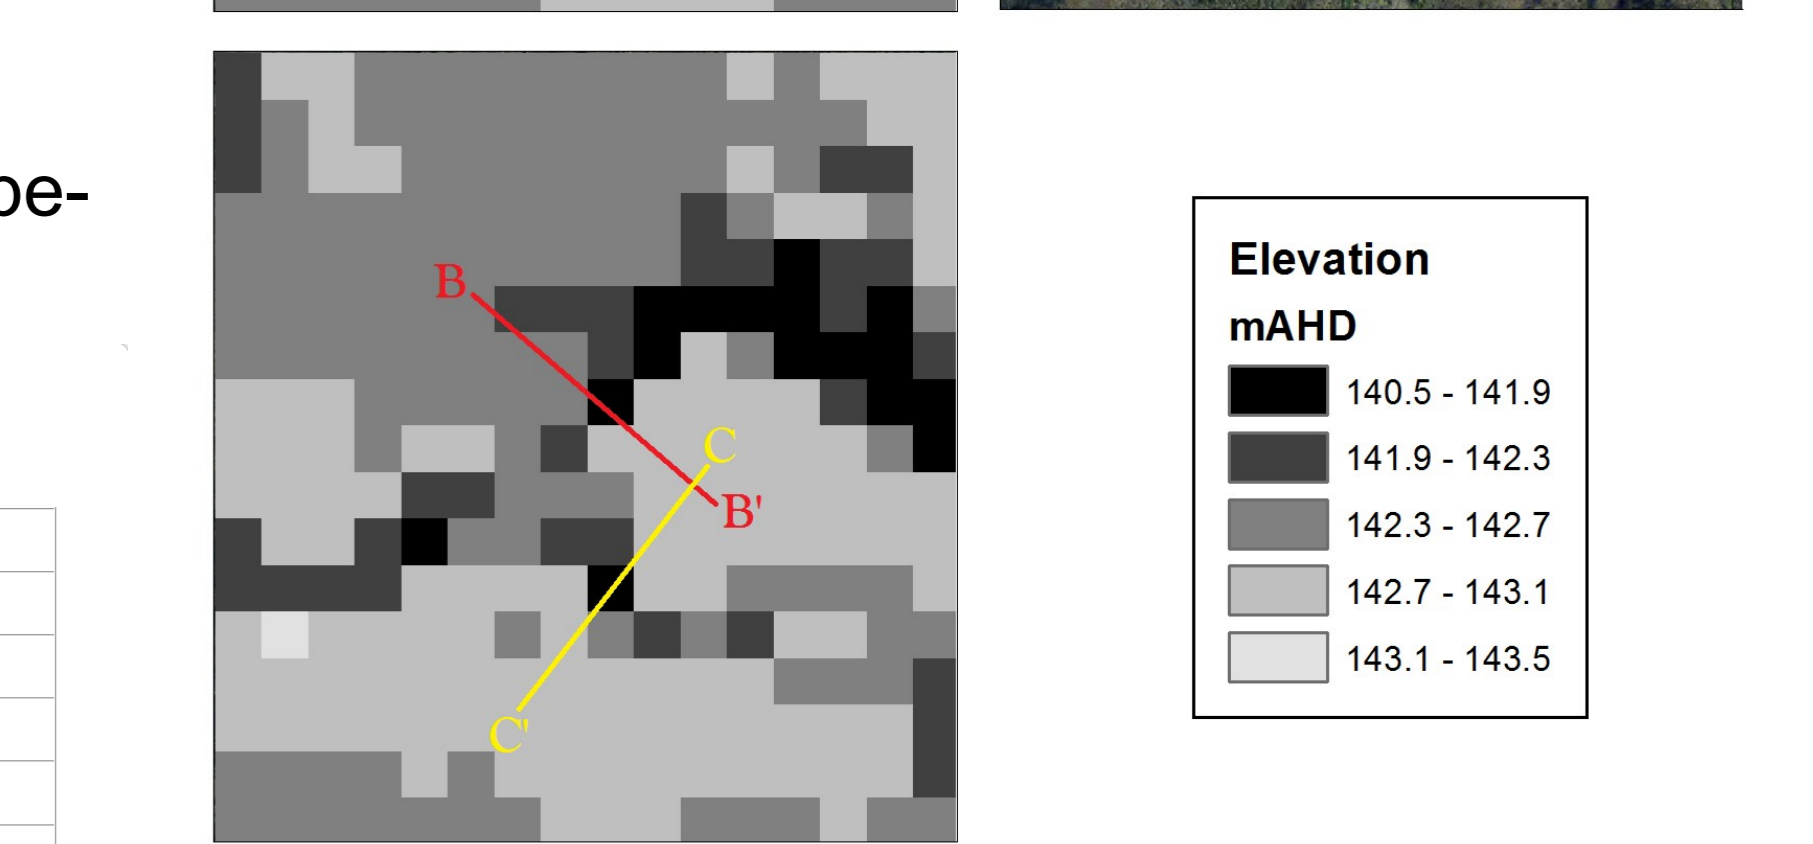 be-
B
C
B'
C'
Elevation
mAHD
140.5 - 141.9
141.9 - 142.3
142.3 - 142.7
142.7 - 143.1
143.1 - 143.5